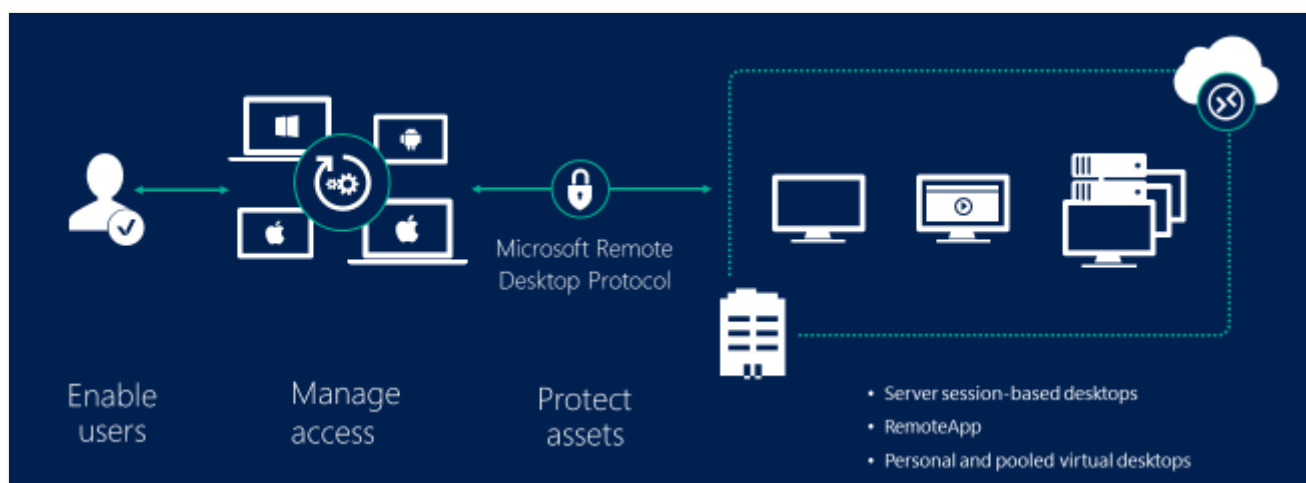 Microsoft Remote
Desktop Protocol
Enable
users
Manage
access
Protect
assets
• Server session-based desktops
• RemoteApp
• Personal and pooled virtual desktops